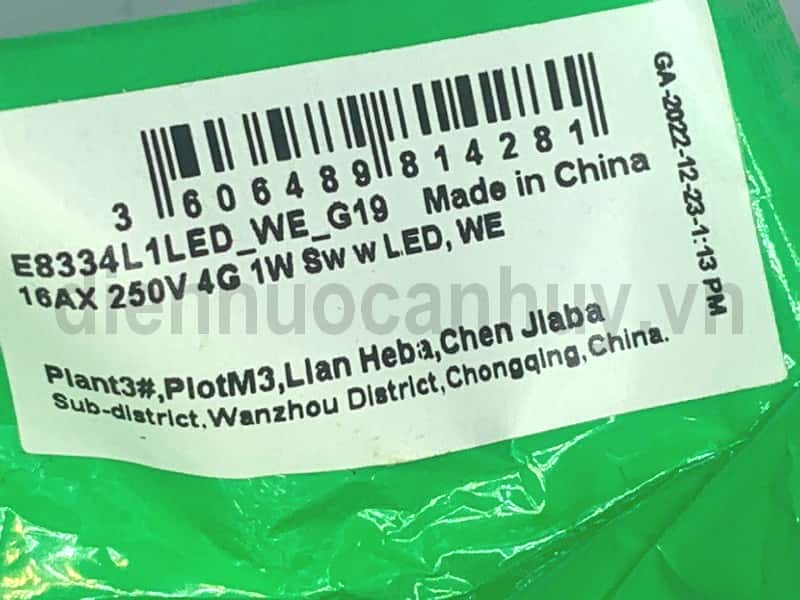 3 606489 814281
E8334L1LED_WE_G19 Made in China
16AX 250V 4G 1W Sw w LED, WE
Plant3#,PlotM3,Lian Heba,Chen Jiaba
Sub-district,Wanzhou District,Chongqing,China.
GA-2022-12-23-1:13 PM
diennuocanhuy.vn